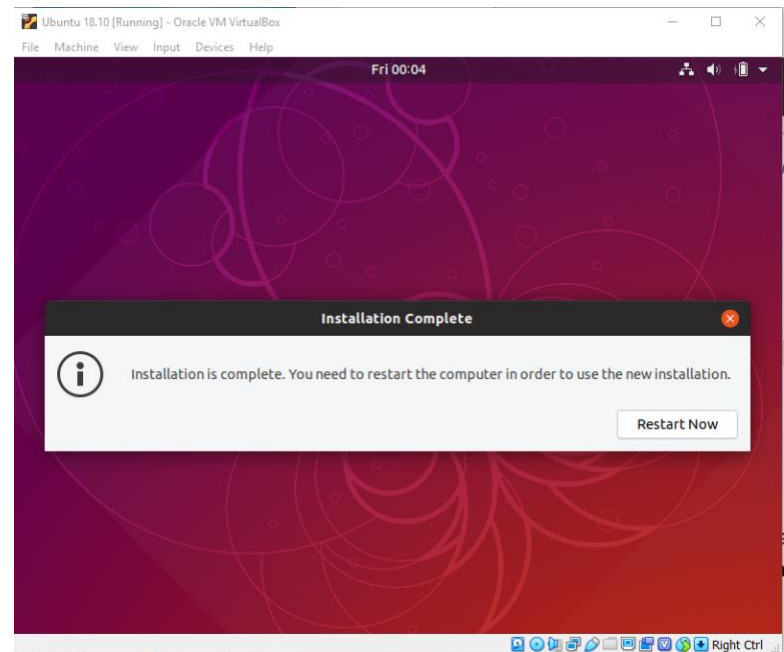 Ubuntu 18.10 [Running] - Oracle VM VirtualBox
File Machine View Input Devices Help
Fri 00:04
Installation Complete
Installation is complete. You need to restart the computer in order to use the new installation.
Restart Now
Right Ctrl